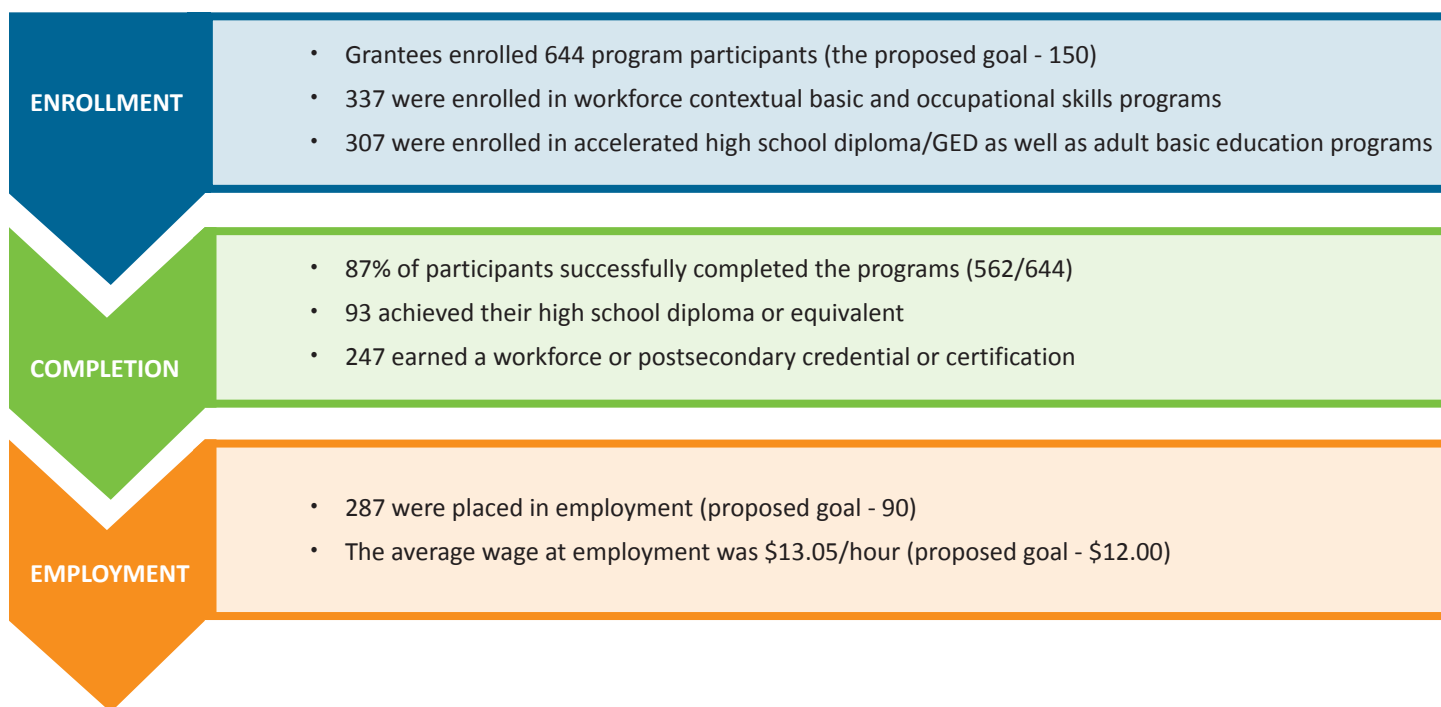 ENROLLMENT
• Grantees enrolled 644 program participants (the proposed goal - 150)
• 337 were enrolled in workforce contextual basic and occupational skills programs
• 307 were enrolled in accelerated high school diploma/GED as well as adult basic education programs
COMPLETION
• 87% of participants successfully completed the programs (562/644)
• 93 achieved their high school diploma or equivalent
• 247 earned a workforce or postsecondary credential or certification
EMPLOYMENT
• 287 were placed in employment (proposed goal - 90)
• The average wage at employment was $13.05/hour (proposed goal - $12.00)